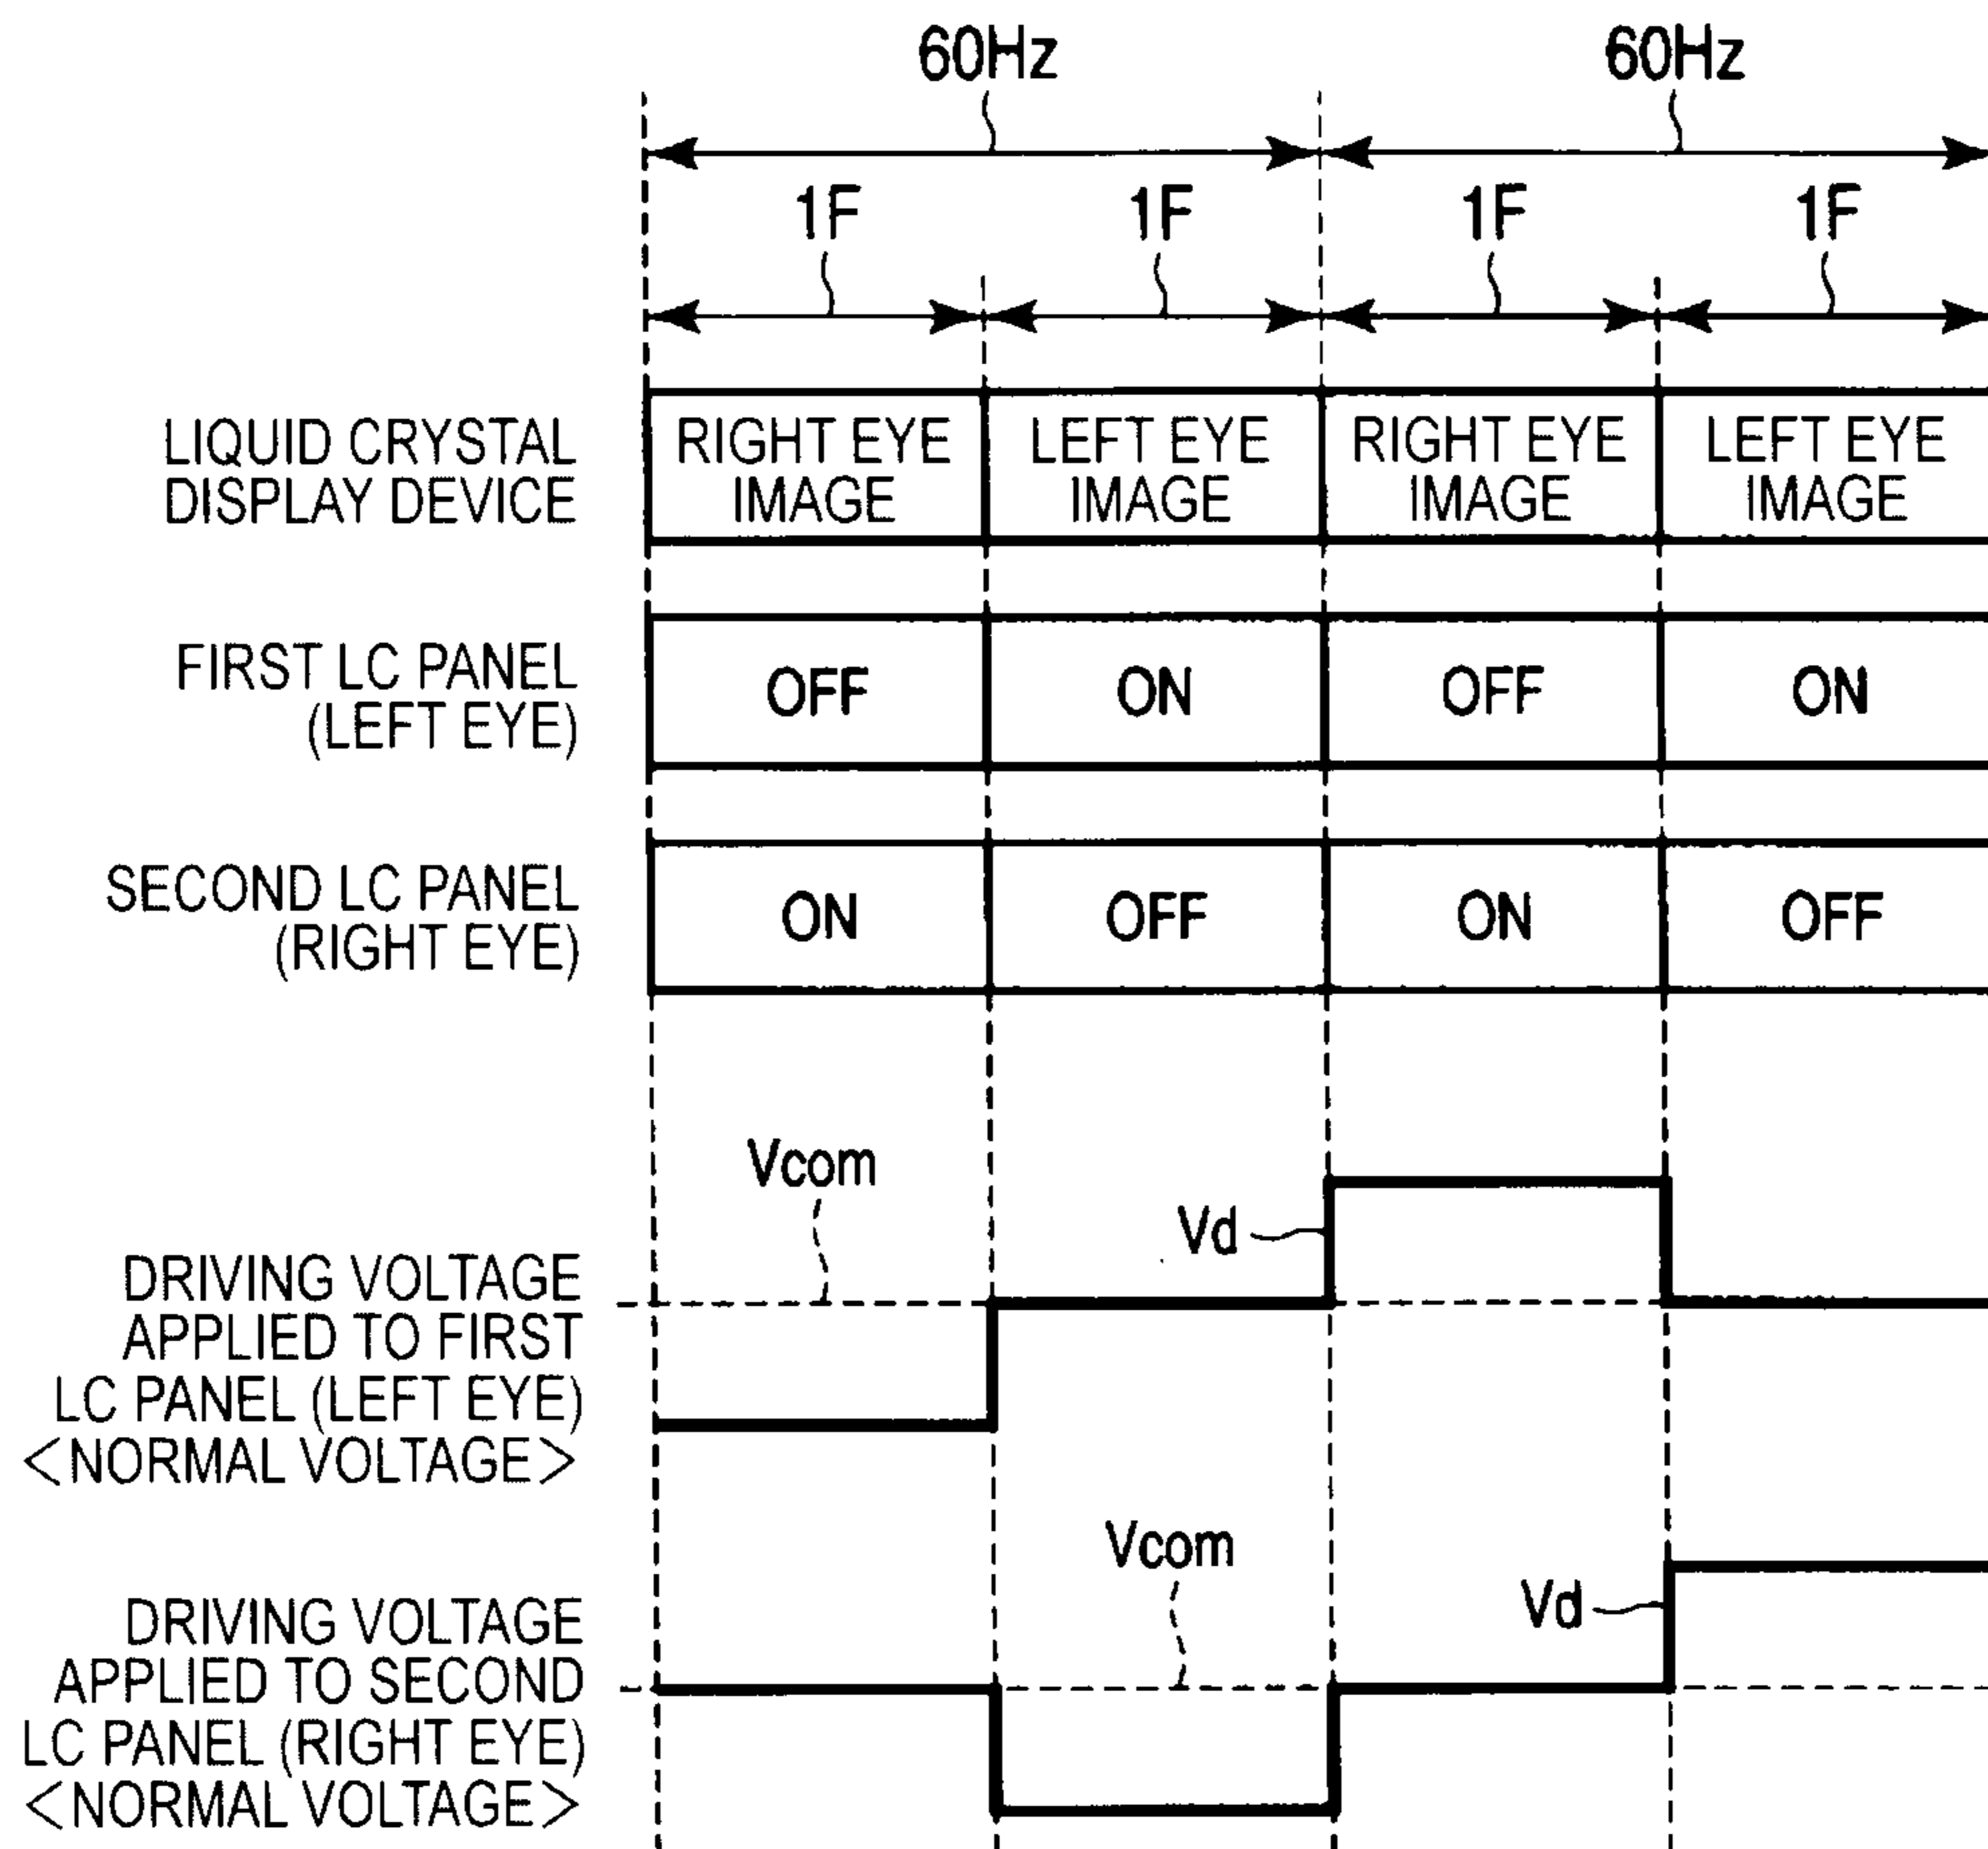 60Hz 60Hz
1F 1F 1F 1F
LIQUID CRYSTAL
DISPLAY DEVICE
RIGHT EYE
IMAGE
LEFT EYE
IMAGE
RIGHT EYE
IMAGE
LEFT EYE
IMAGE
FIRST LC PANEL
(LEFT EYE)
OFF ON OFF ON
SECOND LC PANEL
(RIGHT EYE)
ON OFF ON OFF
Vcom
Vd
DRIVING VOLTAGE
APPLIED TO FIRST
LC PANEL (LEFT EYE)
<NORMAL VOLTAGE>
Vcom
Vd
DRIVING VOLTAGE
APPLIED TO SECOND
LC PANEL (RIGHT EYE)
<NORMAL VOLTAGE>